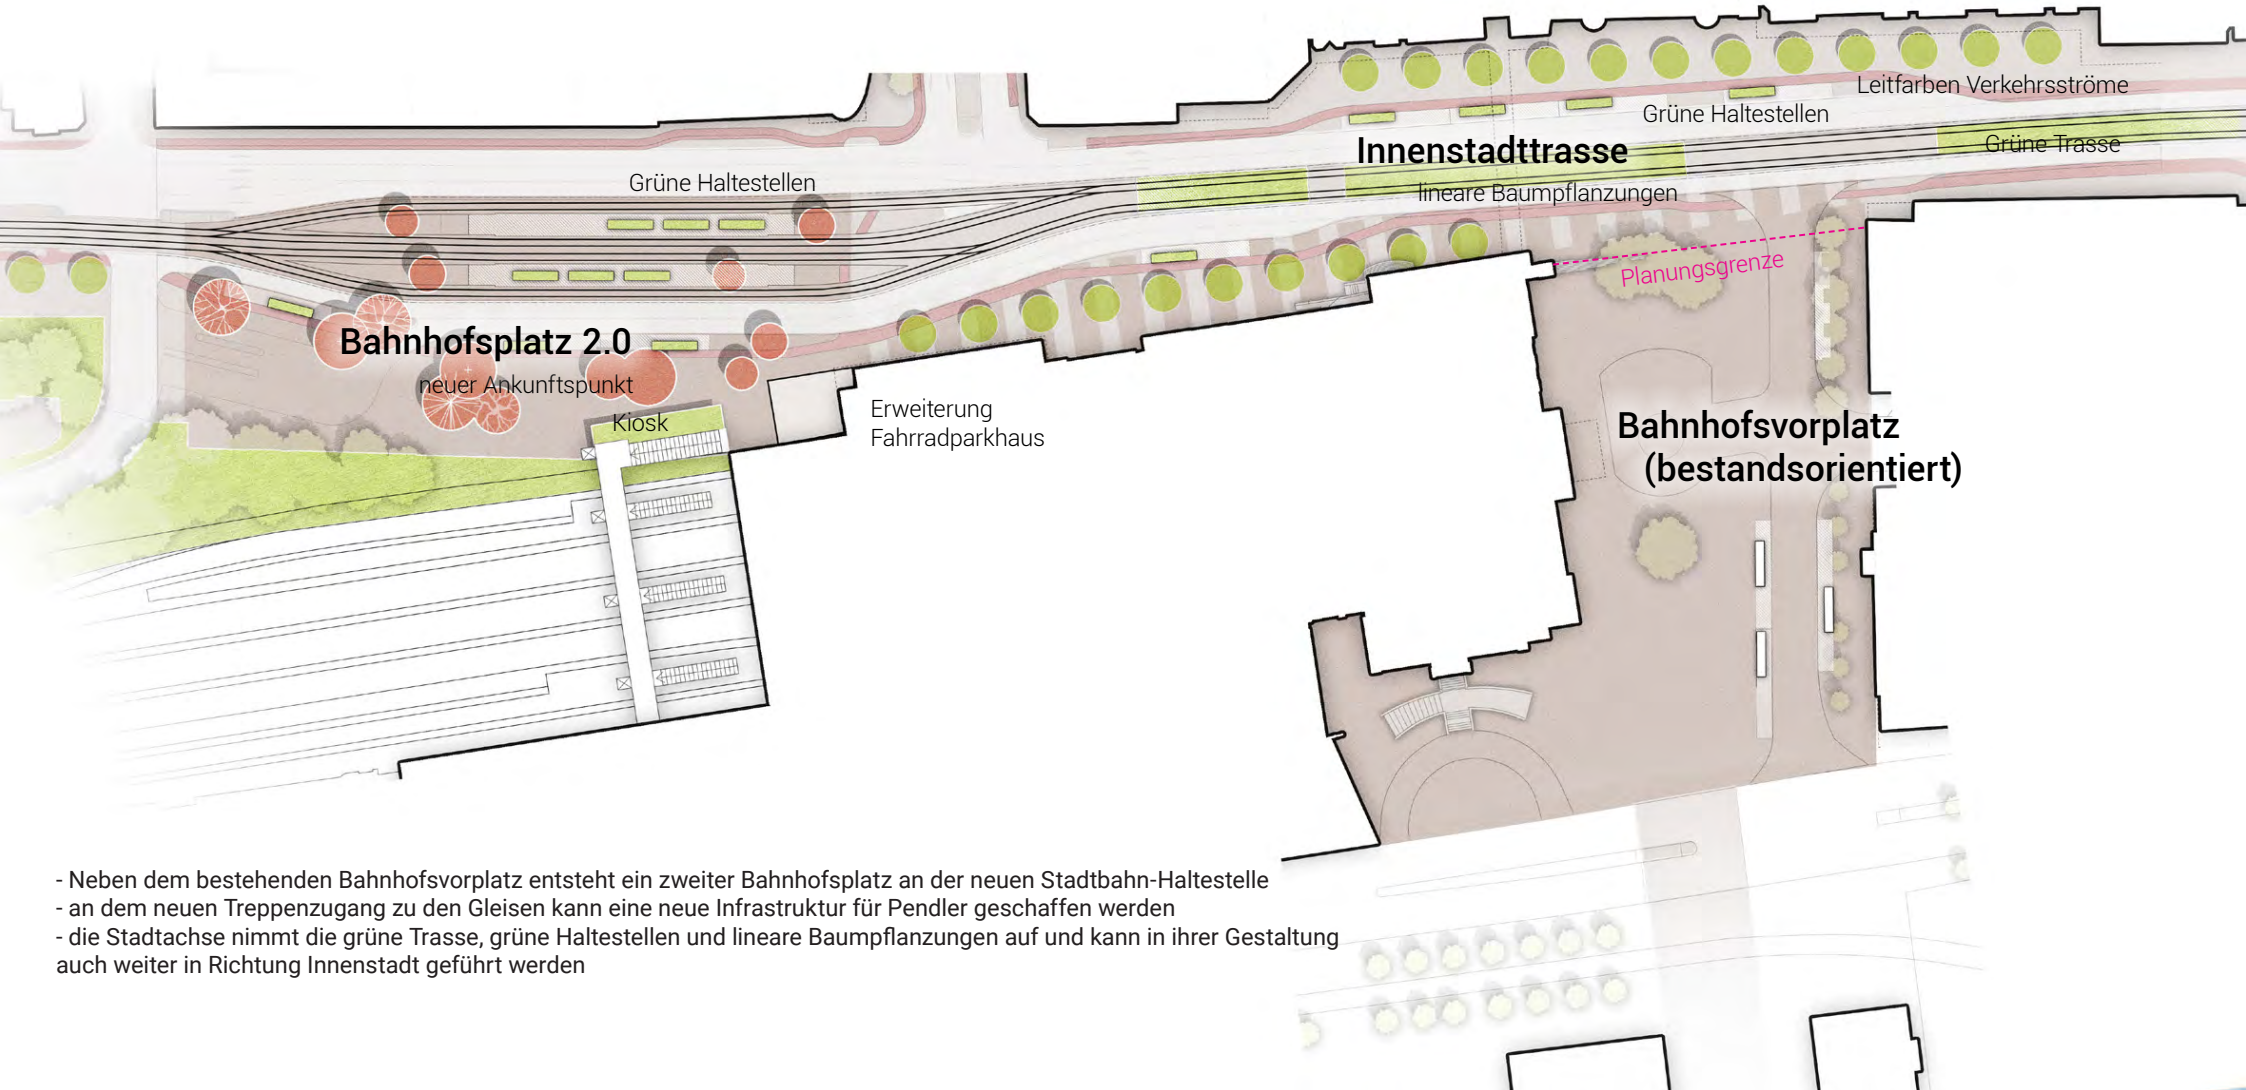 Leitfarben Verkehrsströme
Grüne Haltestellen
Innenstadttrasse
Grüne Trasse
Grüne Haltestellen
lineare Baumpflanzungen
Planungsgrenze
Bahnhofsplatz 2.0
neuer Ankunftspunkt
Kiosk
Erweiterung
Fahrradparkhaus
Bahnhofsvorplatz
(bestandsorientiert)
- Neben dem bestehenden Bahnhofsvorplatz entsteht ein zweiter Bahnhofsplatz an der neuen Stadtbahn-Haltestelle
- an dem neuen Treppenzugang zu den Gleisen kann eine neue Infrastruktur für Pendler geschaffen werden
- die Stadtachse nimmt die grüne Trasse, grüne Haltestellen und lineare Baumpflanzungen auf und kann in ihrer Gestaltung
auch weiter in Richtung Innenstadt geführt werden